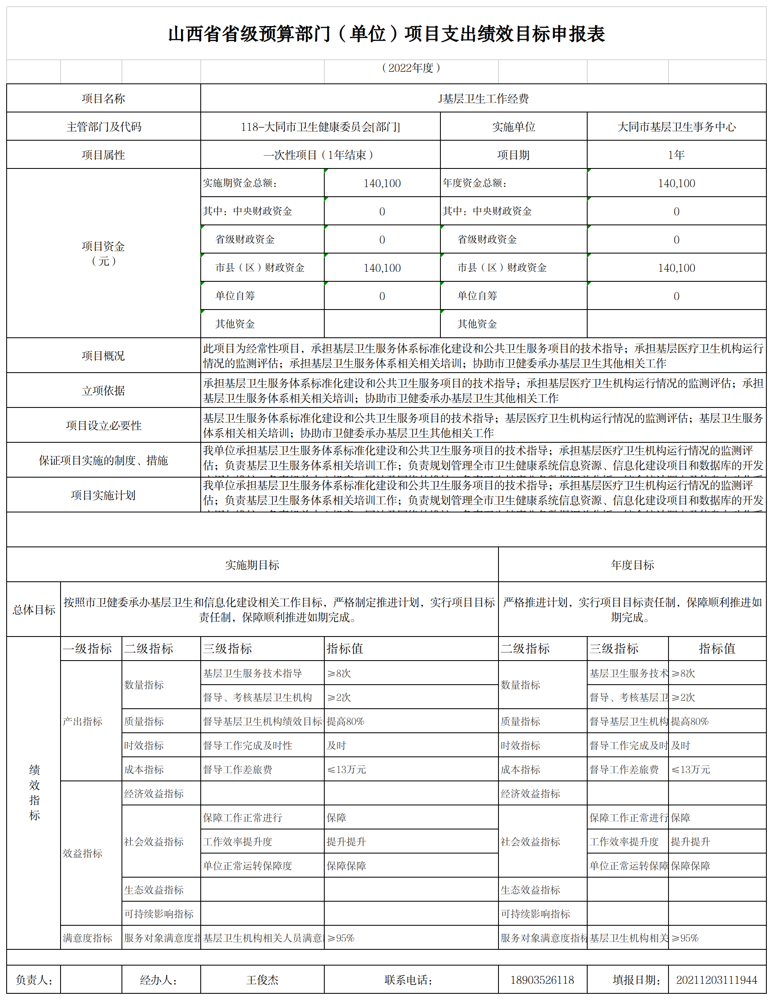 山西省省级预算部门（单位）项目支出绩效目标申报表
（2022年度）
项目名称 J基层卫生工作经费
主管部门及代码 118-大同市卫生健康委员会[部门] 实施单位 大同市基层卫生事务中心
项目属性 一次性项目（1年结束） 项目期 1年
项目资金
（元）
实施期资金总额： 140,100 年度资金总额： 140,100
其中：中央财政资金 0 其中：中央财政资金 0
省级财政资金 0 省级财政资金 0
市县（区）财政资金 140,100 市县（区）财政资金 140,100
单位自筹 0 单位自筹 0
其他资金 其他资金
项目概况
此项目为经常性项目，承担基层卫生服务体系标准化建设和公共卫生服务项目的技术指导；承担基层医疗卫生机构运行
情况的监测评估；承担基层卫生服务体系相关相关培训；协助市卫健委承办基层卫生其他相关工作
立项依据
承担基层卫生服务体系标准化建设和公共卫生服务项目的技术指导；承担基层医疗卫生机构运行情况的监测评估；承担
基层卫生服务体系相关相关培训；协助市卫健委承办基层卫生其他相关工作
项目设立必要性
基层卫生服务体系标准化建设和公共卫生服务项目的技术指导；基层医疗卫生机构运行情况的监测评估；基层卫生服务
体系相关相关培训；协助市卫健委承办基层卫生其他相关工作
保证项目实施的制度、措施
我单位承担基层卫生服务体系标准化建设和公共卫生服务项目的技术指导；承担基层医疗卫生机构运行情况的监测评
估；负责基层卫生服务体系相关培训工作；负责规划管理全市卫生健康系统信息资源、信息化建设项目和数据库的开发
项目实施计划
我单位承担基层卫生服务体系标准化建设和公共卫生服务项目的技术指导；承担基层医疗卫生机构运行情况的监测评
估；负责基层卫生服务体系相关培训工作；负责规划管理全市卫生健康系统信息资源、信息化建设项目和数据库的开发
实施期目标 年度目标
总体目标
按照市卫健委承办基层卫生和信息化建设相关工作目标，严格制定推进计划，实行项目目标
责任制，保障顺利推进如期完成。
严格推进计划，实行项目目标责任制，保障顺利推进如
期完成。
绩效指标
一级指标 二级指标 三级指标 指标值 二级指标 三级指标 指标值
产出指标
数量指标 基层卫生服务技术指导 ≥8次 数量指标 基层卫生服务技术 ≥8次
督导、考核基层卫生机构 ≥2次 督导、考核基层卫 ≥2次
质量指标 督导基层卫生机构绩效目标 提高80% 质量指标 督导基层卫生机构 提高80%
时效指标 督导工作完成及时性 及时 时效指标 督导工作完成及时 及时
成本指标 督导工作差旅费 ≤13万元 成本指标 督导工作差旅费 ≤13万元
效益指标
经济效益指标 经济效益指标
社会效益指标 保障工作正常进行 保障 社会效益指标 保障工作正常进行 保障
工作效率提升度 提升提升 工作效率提升度 提升提升
单位正常运转保障度 保障保障 单位正常运转保障 保障保障
生态效益指标 生态效益指标
可持续影响指标 可持续影响指标
满意度指标 服务对象满意度指 基层卫生机构相关人员满意 ≥95% 服务对象满意度指标 基层卫生机构相关 ≥95%
负责人： 经办人： 王俊杰 联系电话： 18903526118 填报日期： 20211203111944